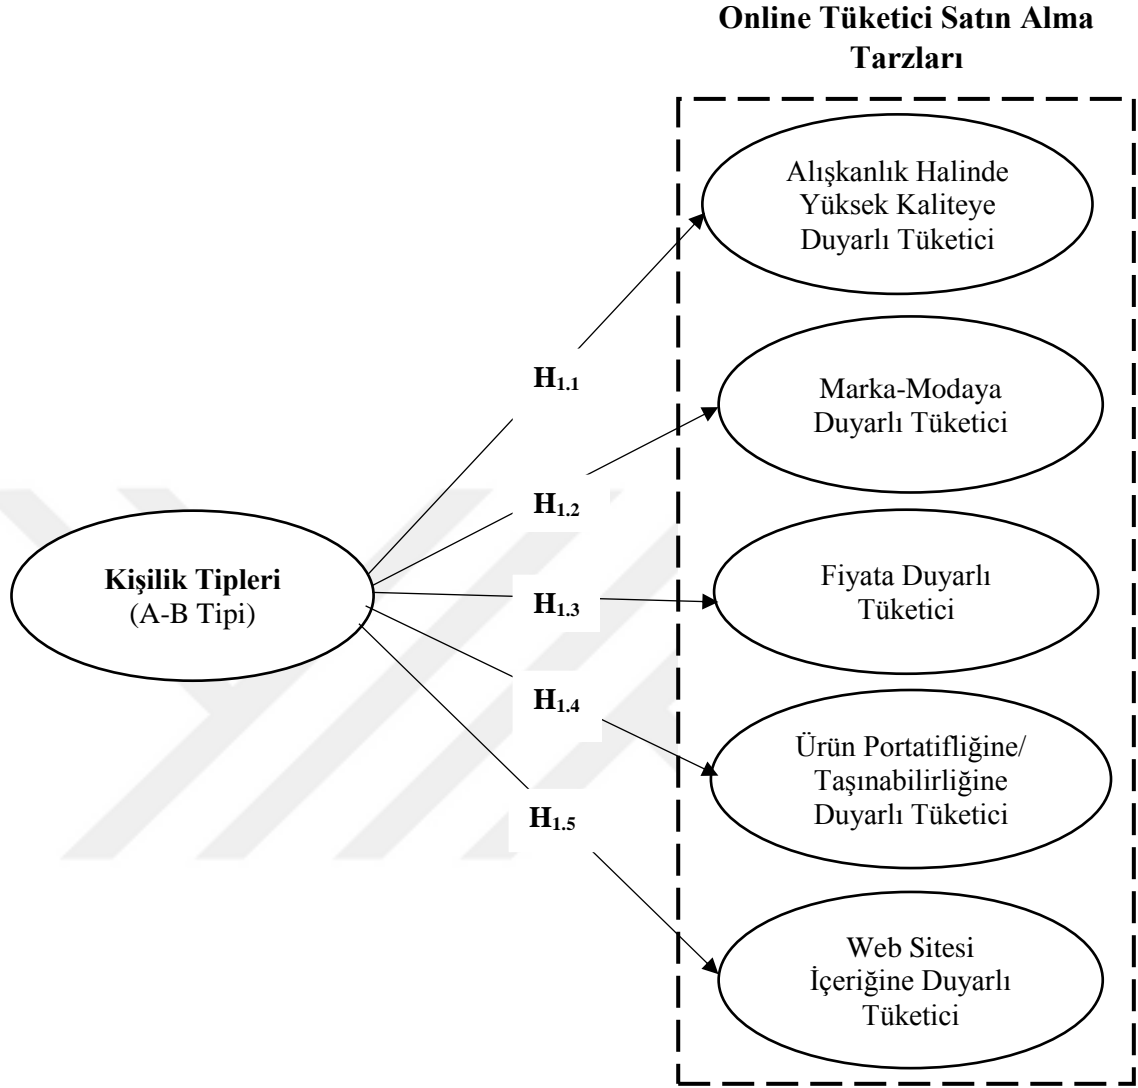 Online Tüketici Satın Alma
Tarzları
Alışkanlık Halinde
Yüksek Kaliteye
Duyarlı Tüketici
H1.1
Marka-Modaya
Duyarlı Tüketici
H1.2
Kişilik Tipleri
(A-B Tipi)
Fiyata Duyarlı
Tüketici
H1.3
H1.4
Ürün Portatifliğine/
Taşınabilirliğine
Duyarlı Tüketici
H1.5
Web Sitesi
İçeriğine Duyarlı
Tüketici